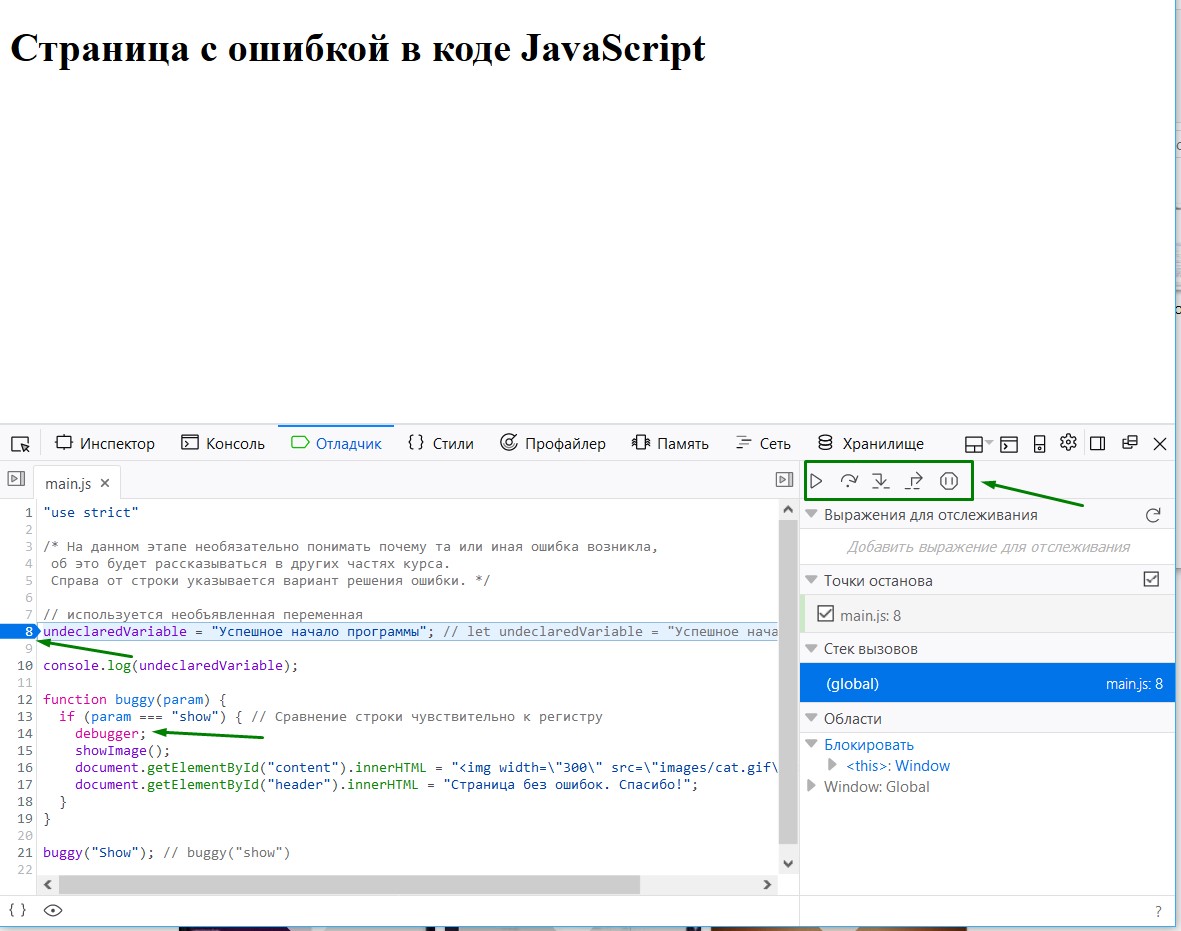 Страница с ошибкой в коде JavaScript
Инспектор Консоль Отладчик {} Стили Профайлер Память Сеть Хранилище
main.js
1 "use strict"
2
3 /* На данном этапе необязательно понимать почему та или иная ошибка возникла,
4 об это будет рассказываться в других частях курса.
5 Справа от строки указывается вариант решения ошибки. */
6
7 // используется необъявленная переменная
8 undeclaredVariable = "Успешное начало программы"; // let undeclaredVariable = "Успешное нача
9
10 console.log(undeclaredVariable);
11
12 function buggy(param) {
13 if (param === "show") { // Сравнение строки чувствительно к регистру
14 debugger;
15 showImage();
16 document.getElementById("content").innerHTML = "<img width=\"300\" src=\"images/cat.gif\
17 document.getElementById("header").innerHTML = "Страница без ошибок. Спасибо!";
18 }
19 }
20
21 buggy("Show"); // buggy("show")
22
{ }
Выражения для отслеживания
Добавить выражение для отслеживания
Точки останова
main.js: 8
Стек вызовов
(global) main.js: 8
Области
Блокировать
<this>: Window
Window: Global
?